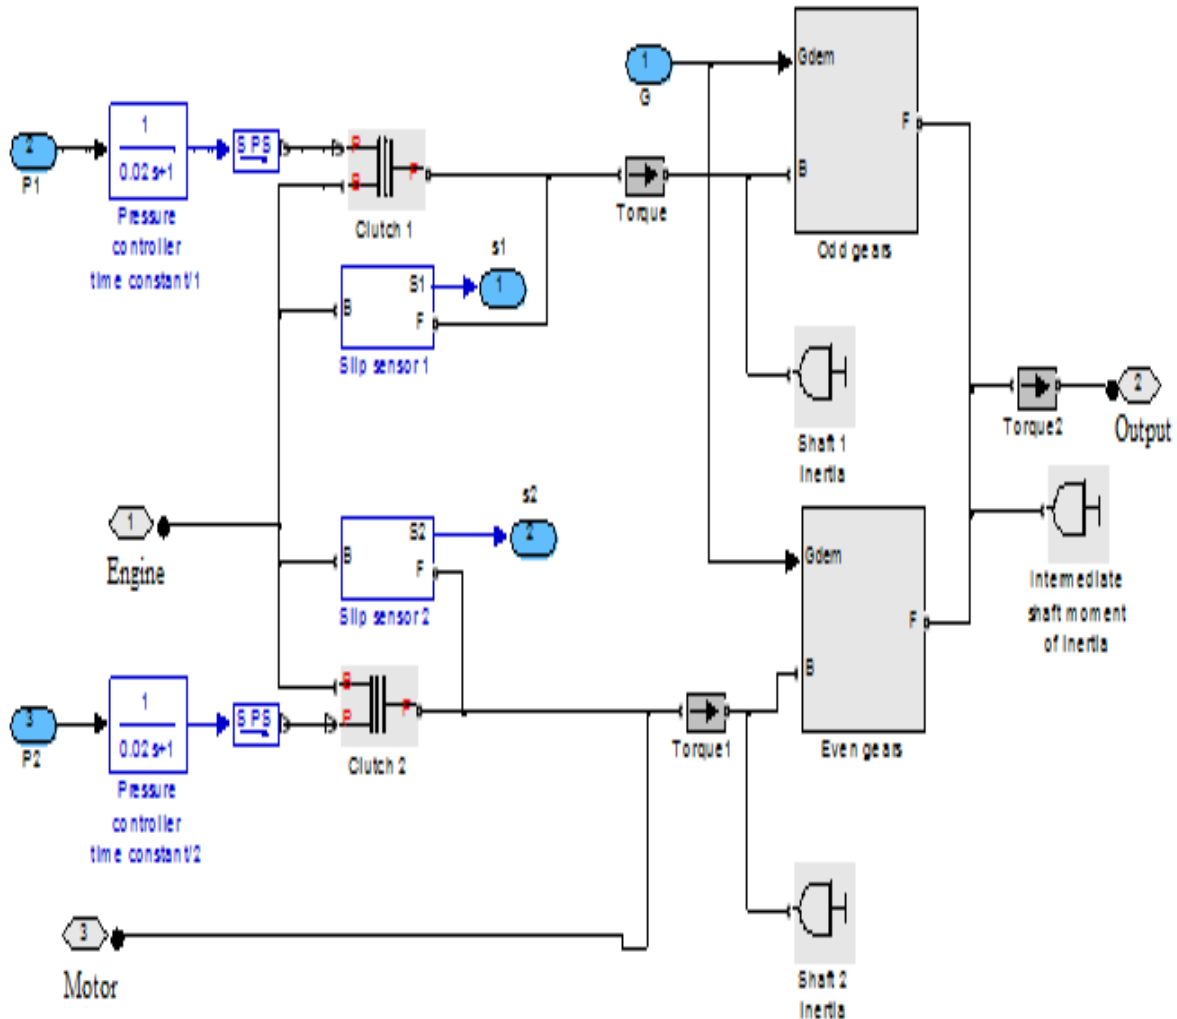 1
G
Gdem
F
B
Odd gears
2
P1
1
0.02s+1
Pressure
controller
time constant/1
S PS
P
B
F
Clutch 1
Torque
s1
1
B
S1
F
Slip sensor 1
Shaft 1
Inertia
Torque2
2
Output
1
Engine
s2
2
B
S2
F
Slip sensor 2
Gdem
F
B
Even gears
Intermediate
shaft moment
of Inertia
3
P2
1
0.02s+1
Pressure
controller
time constant/2
S PS
B
P
F
Clutch 2
Torque1
3
Motor
Shaft 2
Inertia